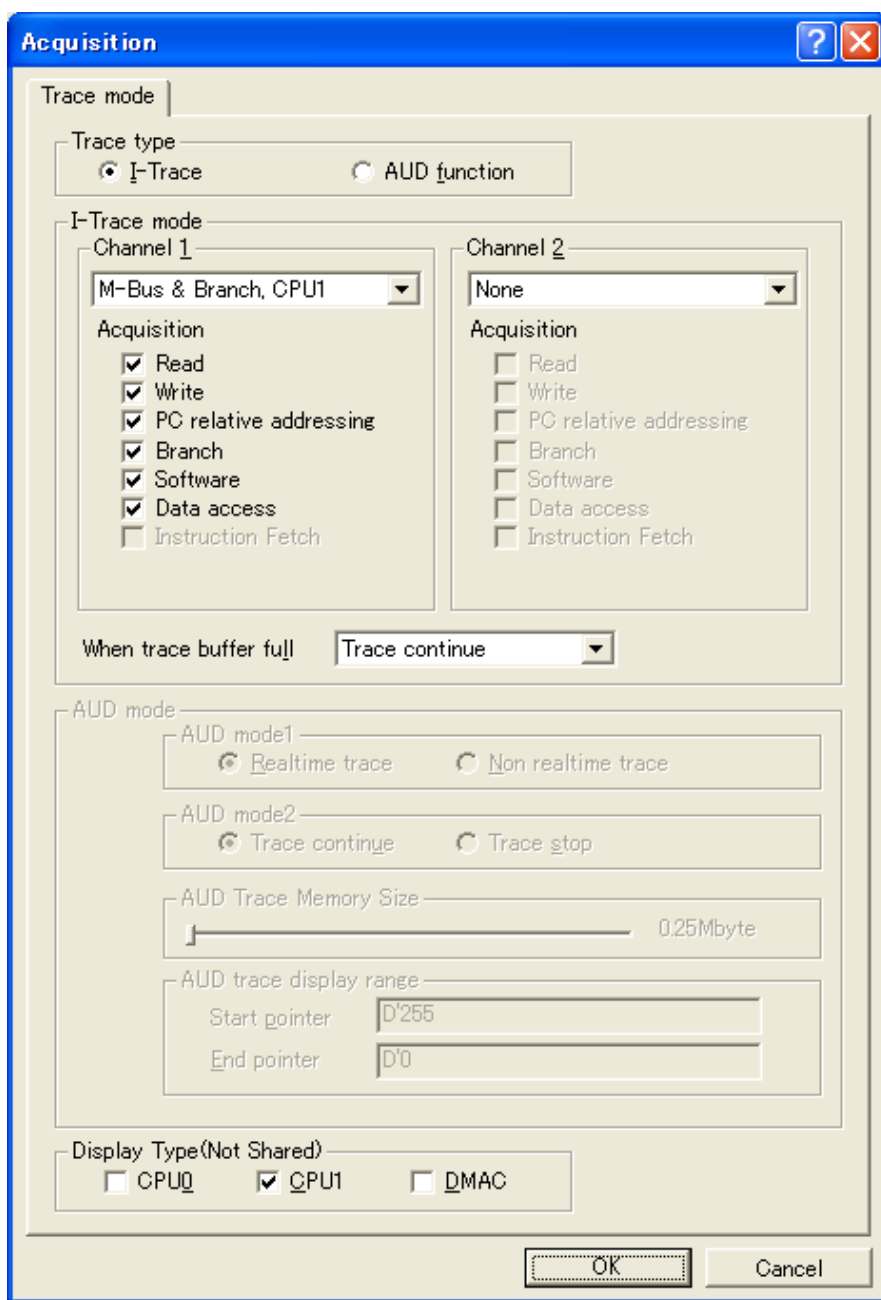 Acquisition
Trace mode
Trace type
I-Trace AUD function
I-Trace mode
Channel 1
M-Bus & Branch, CPU1
Acquisition
Read
Write
PC relative addressing
Branch
Software
Data access
Instruction Fetch
Channel 2
None
Acquisition
Read
Write
PC relative addressing
Branch
Software
Data access
Instruction Fetch
When trace buffer full Trace continue
AUD mode
AUD mode1
Realtime trace Non realtime trace
AUD mode2
Trace continue Trace stop
AUD Trace Memory Size
0.25Mbyte
AUD trace display range
Start pointer D'255
End pointer D'0
Display Type(Not Shared)
CPU0 CPU1 DMAC
OK Cancel